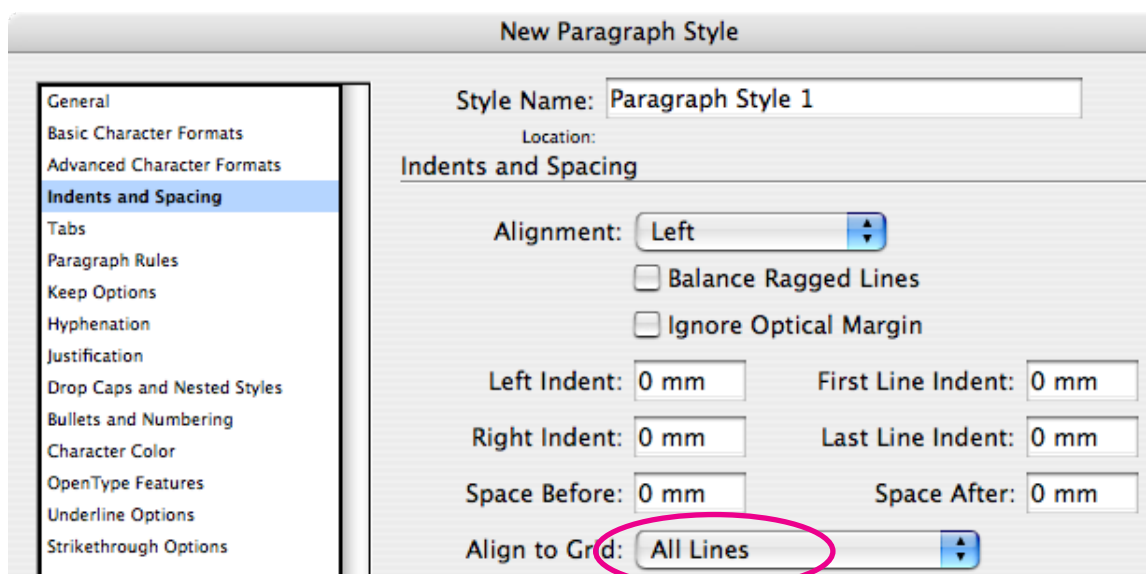 New Paragraph Style
General
Basic Character Formats
Advanced Character Formats
Indents and Spacing
Tabs
Paragraph Rules
Keep Options
Hyphenation
Justification
Drop Caps and Nested Styles
Bullets and Numbering
Character Color
OpenType Features
Underline Options
Strikethrough Options
Style Name: Paragraph Style 1
Location:
Indents and Spacing
Alignment: Left
Balance Ragged Lines
Ignore Optical Margin
Left Indent: 0 mm First Line Indent: 0 mm
Right Indent: 0 mm Last Line Indent: 0 mm
Space Before: 0 mm Space After: 0 mm
Align to Grid: All Lines